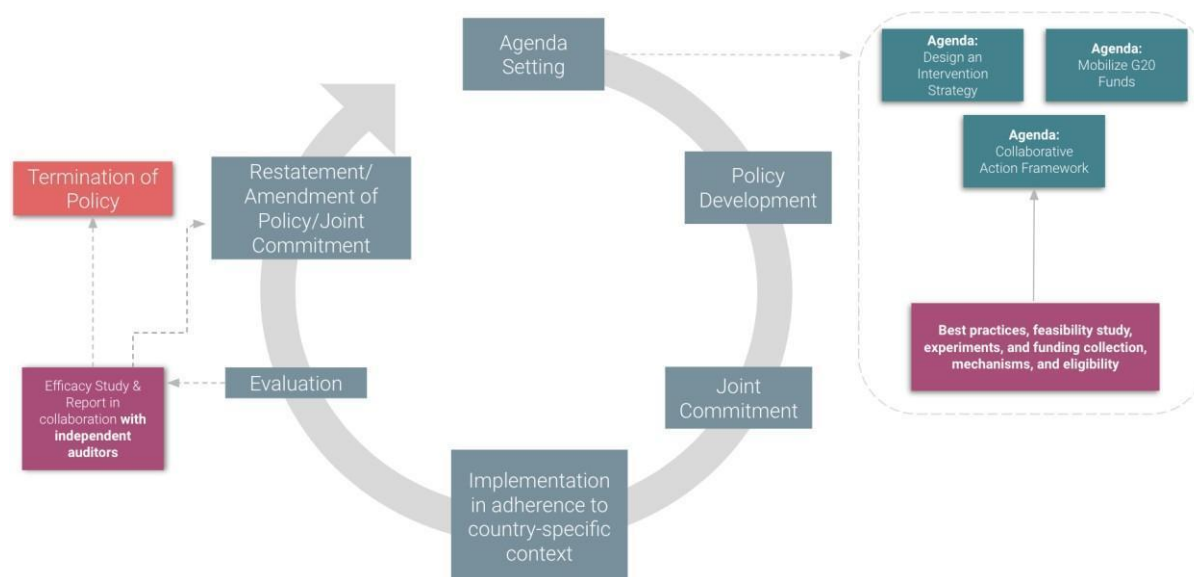 Agenda
Setting
Agenda:
Design an
Intervention
Strategy
Agenda:
Mobilize G20
Funds
Agenda:
Collaborative
Action Framework
Restatement/
Amendment of
Policy/Joint
Commitment
Termination of
Policy
Policy
Development
Best practices, feasibility study,
experiments, and funding collection,
mechanisms, and eligibility
Efficacy Study &
Report in
collaboration with
independent
auditors
Evaluation
Joint
Commitment
Implementation
in adherence to
country-specific
context